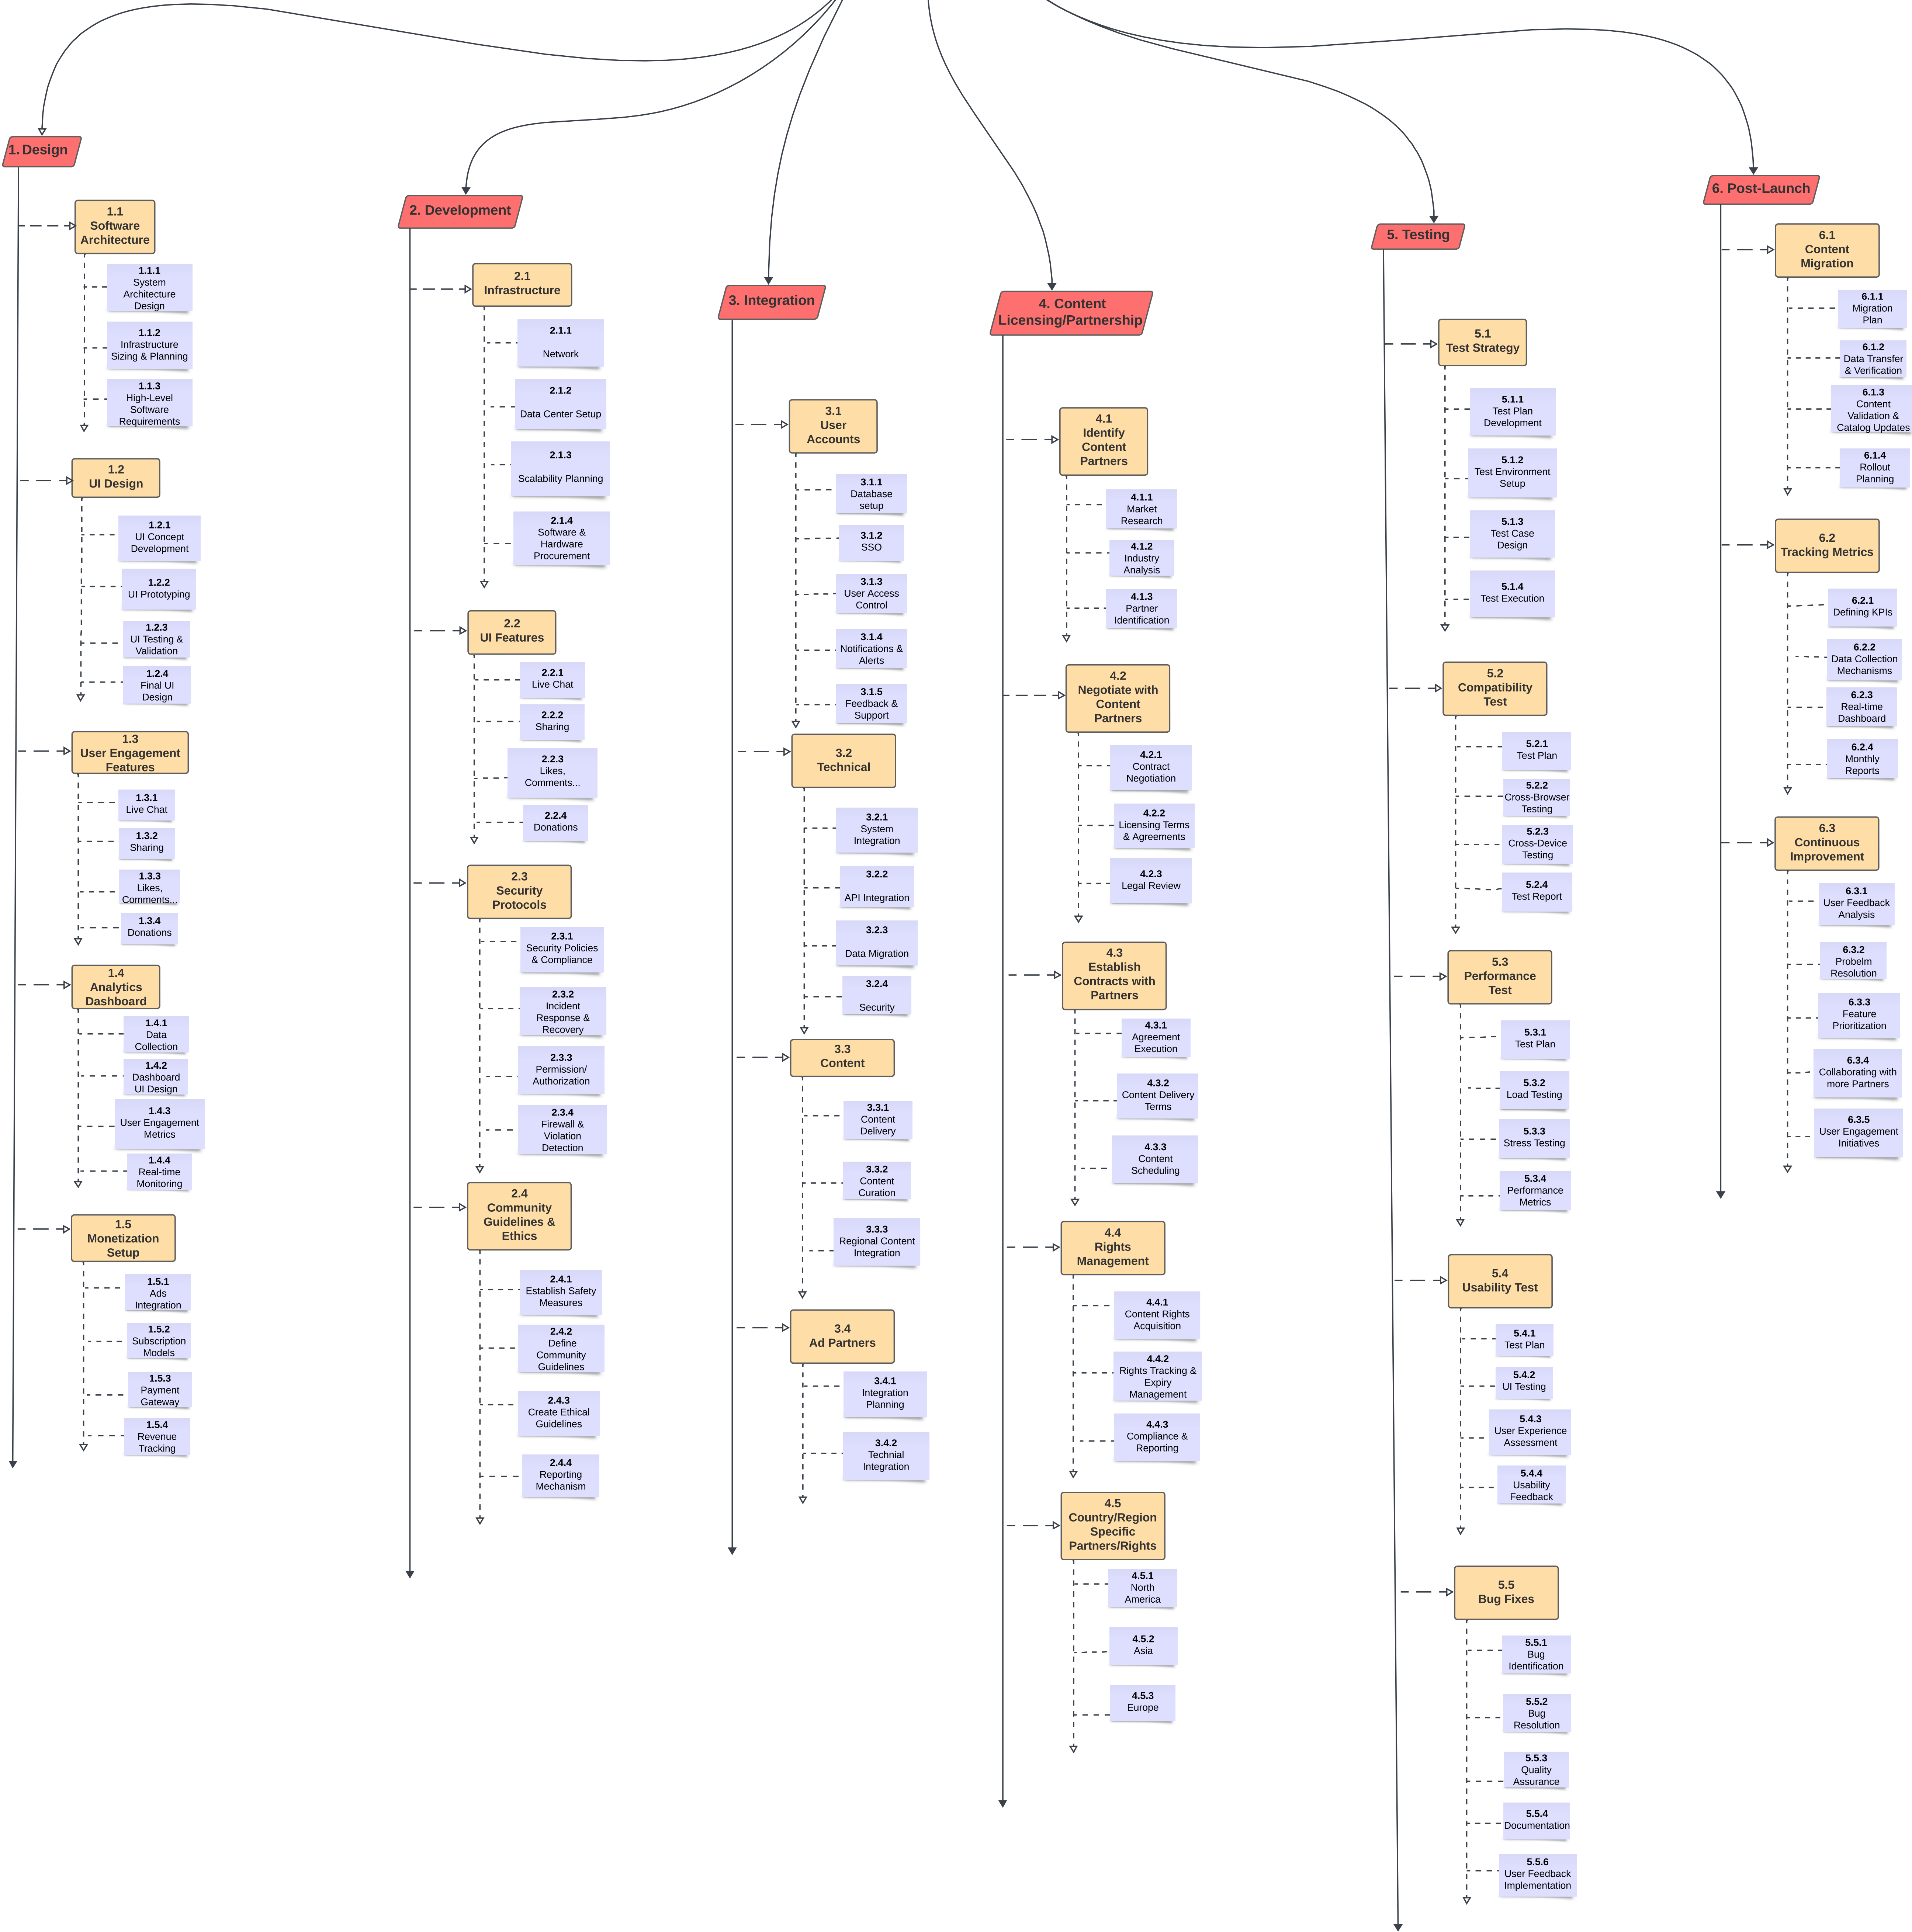 1. Design
1.1
Software
Architecture
1.1.1
System
Architecture
Design
1.1.2
Infrastructure
Sizing & Planning
1.1.3
High-Level
Software
Requirements
1.2
UI Design
1.2.1
UI Concept
Development
1.2.2
UI Prototyping
1.2.3
UI Testing &
Validation
1.2.4
Final UI
Design
1.3
User Engagement
Features
1.3.1
Live Chat
1.3.2
Sharing
1.3.3
Likes,
Comments...
1.3.4
Donations
1.4
Analytics
Dashboard
1.4.1
Data
Collection
1.4.2
Dashboard
UI Design
1.4.3
User Engagement
Metrics
1.4.4
Real-time
Monitoring
1.5
Monetization
Setup
1.5.1
Ads
Integration
1.5.2
Subscription
Models
1.5.3
Payment
Gateway
1.5.4
Revenue
Tracking
2. Development
2.1
Infrastructure
2.1.1
Network
2.1.2
Data Center Setup
2.1.3
Scalability Planning
2.1.4
Software &
Hardware
Procurement
2.2
UI Features
2.2.1
Live Chat
2.2.2
Sharing
2.2.3
Likes,
Comments...
2.2.4
Donations
2.3
Security
Protocols
2.3.1
Security Policies
& Compliance
2.3.2
Incident
Response &
Recovery
2.3.3
Permission/
Authorization
2.3.4
Firewall &
Violation
Detection
2.4
Community
Guidelines &
Ethics
2.4.1
Establish Safety
Measures
2.4.2
Define
Community
Guidelines
2.4.3
Create Ethical
Guidelines
2.4.4
Reporting
Mechanism
3. Integration
3.1
User
Accounts
3.1.1
Database
setup
3.1.2
SSO
3.1.3
User Access
Control
3.1.4
Notifications &
Alerts
3.1.5
Feedback &
Support
3.2
Technical
3.2.1
System
Integration
3.2.2
API Integration
3.2.3
Data Migration
3.2.4
Security
3.3
Content
3.3.1
Content
Delivery
3.3.2
Content
Curation
3.3.3
Regional Content
Integration
3.4
Ad Partners
3.4.1
Integration
Planning
3.4.2
Technial
Integration
4. Content
Licensing/Partnership
4.1
Identify
Content
Partners
4.1.1
Market
Research
4.1.2
Industry
Analysis
4.1.3
Partner
Identification
4.2
Negotiate with
Content
Partners
4.2.1
Contract
Negotiation
4.2.2
Licensing Terms
& Agreements
4.2.3
Legal Review
4.3
Establish
Contracts with
Partners
4.3.1
Agreement
Execution
4.3.2
Content Delivery
Terms
4.3.3
Content
Scheduling
4.4
Rights
Management
4.4.1
Content Rights
Acquisition
4.4.2
Rights Tracking &
Expiry
Management
4.4.3
Compliance &
Reporting
4.5
Country/Region
Specific
Partners/Rights
4.5.1
North
America
4.5.2
Asia
4.5.3
Europe
5. Testing
5.1
Test Strategy
5.1.1
Test Plan
Development
5.1.2
Test Environment
Setup
5.1.3
Test Case
Design
5.1.4
Test Execution
5.2
Compatibility
Test
5.2.1
Test Plan
5.2.2
Cross-Browser
Testing
5.2.3
Cross-Device
Testing
5.2.4
Test Report
5.3
Performance
Test
5.3.1
Test Plan
5.3.2
Load Testing
5.3.3
Stress Testing
5.3.4
Performance
Metrics
5.4
Usability Test
5.4.1
Test Plan
5.4.2
UI Testing
5.4.3
User Experience
Assessment
5.4.4
Usability
Feedback
5.5
Bug Fixes
5.5.1
Bug
Identification
5.5.2
Bug
Resolution
5.5.3
Quality
Assurance
5.5.4
Documentation
5.5.6
User Feedback
Implementation
6. Post-Launch
6.1
Content
Migration
6.1.1
Migration
Plan
6.1.2
Data Transfer
& Verification
6.1.3
Content
Validation &
Catalog Updates
6.1.4
Rollout
Planning
6.2
Tracking Metrics
6.2.1
Defining KPIs
6.2.2
Data Collection
Mechanisms
6.2.3
Real-time
Dashboard
6.2.4
Monthly
Reports
6.3
Continuous
Improvement
6.3.1
User Feedback
Analysis
6.3.2
Probelm
Resolution
6.3.3
Feature
Prioritization
6.3.4
Collaborating with
more Partners
6.3.5
User Engagement
Initiatives